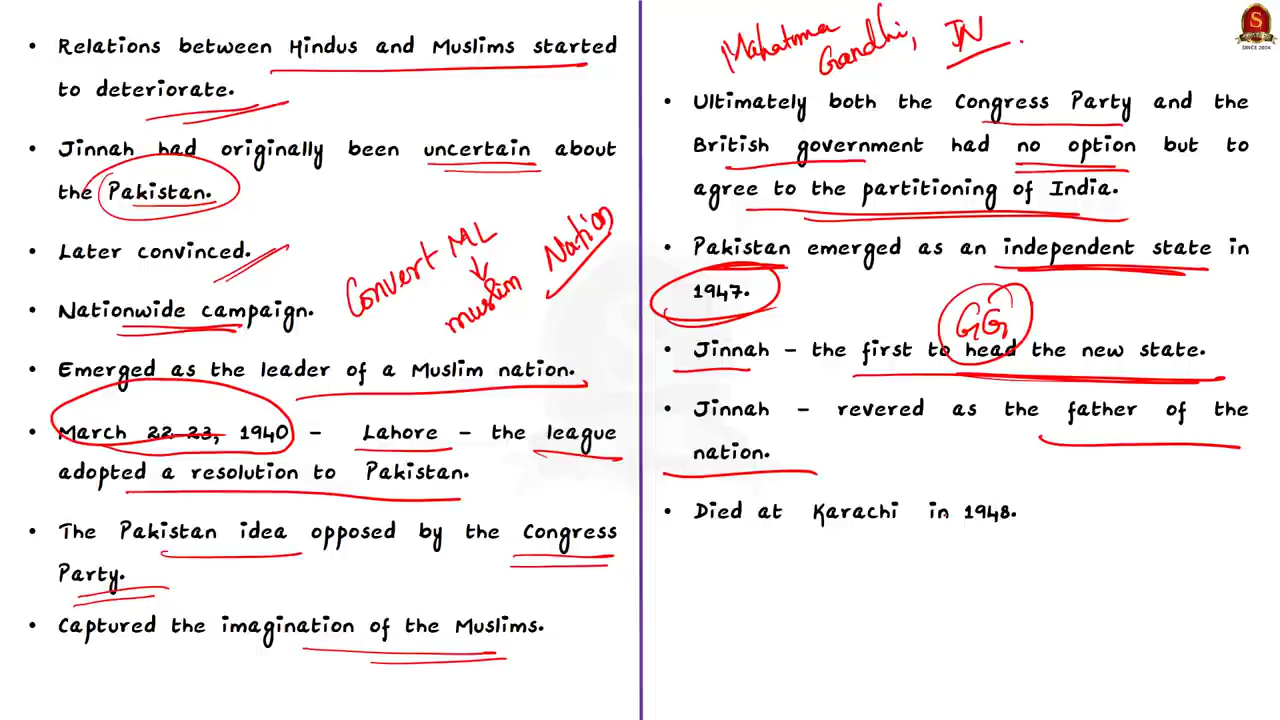 • Relations between Hindus and Muslims started
to deteriorate.
• Jinnah had originally been uncertain about
the Pakistan.
• Later convinced.
Convert ML
muslim Nation
• Nationwide campaign.
• Emerged as the leader of a Muslim nation.
• March 22-23, 1940 – Lahore – the league
adopted a resolution to Pakistan.
• The Pakistan idea opposed by the Congress
Party.
• Captured the imagination of the Muslims.
Mahatma
Gandhi, JN
• Ultimately both the Congress Party and the
British government had no option but to
agree to the partitioning of India.
• Pakistan emerged as an independent state in
1947.
GG
• Jinnah – the first to head the new state.
• Jinnah – revered as the father of the
nation.
• Died at Karachi in 1948.
S
SINCE 2004